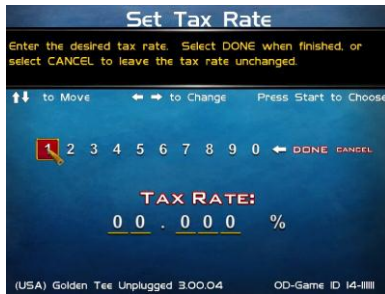 Set Tax Rate
Enter the desired tax rate. Select DONE when finished, or
select CANCEL to leave the tax rate unchanged.
↑↓ to Move ← → to Change Press Start to Choose
1 2 3 4 5 6 7 8 9 0 ← DONE CANCEL
TAX RATE:
0 0 . 0 0 0 %
(USA) Golden Tee Unplugged 3.00.04 OD-Game ID 14-11111